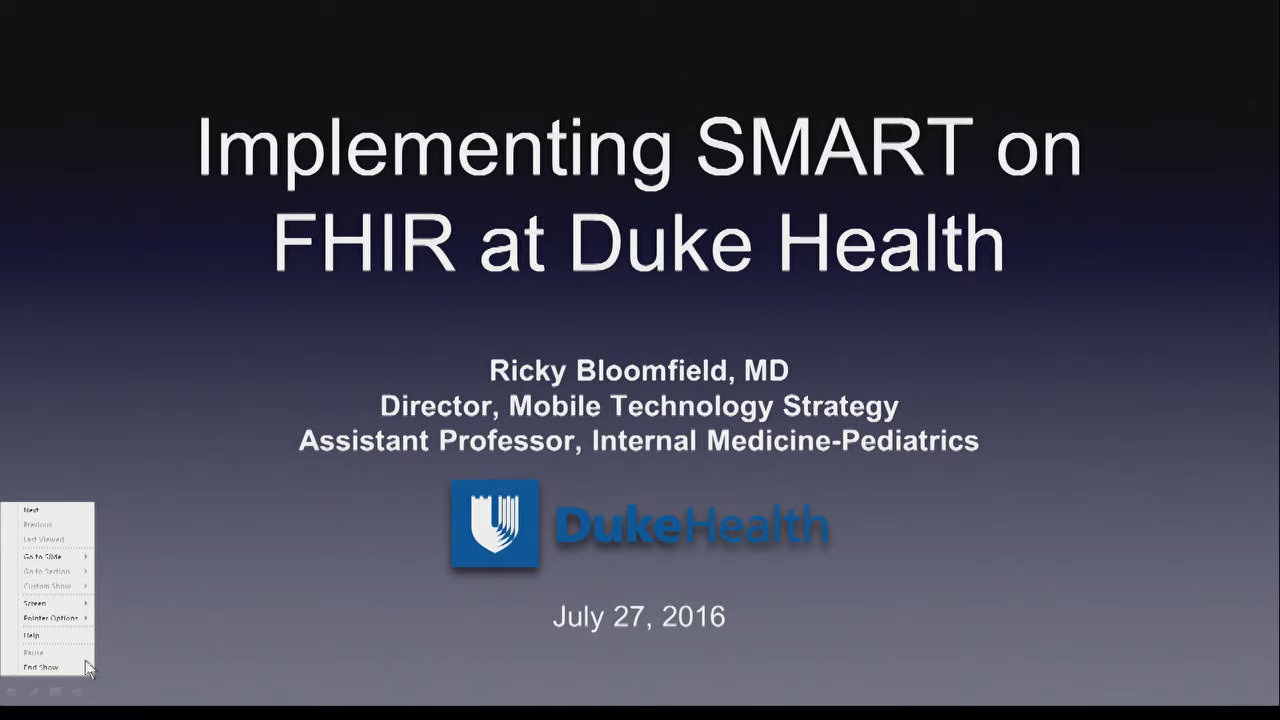 Implementing SMART on
FHIR at Duke Health
Ricky Bloomfield, MD
Director, Mobile Technology Strategy
Assistant Professor, Internal Medicine-Pediatrics
DukeHealth
July 27, 2016
Next
Previous
Last Viewed
Go to Slide
Go to Section
Custom Show
Screen
Pointer Options
Help
Pause
End Show